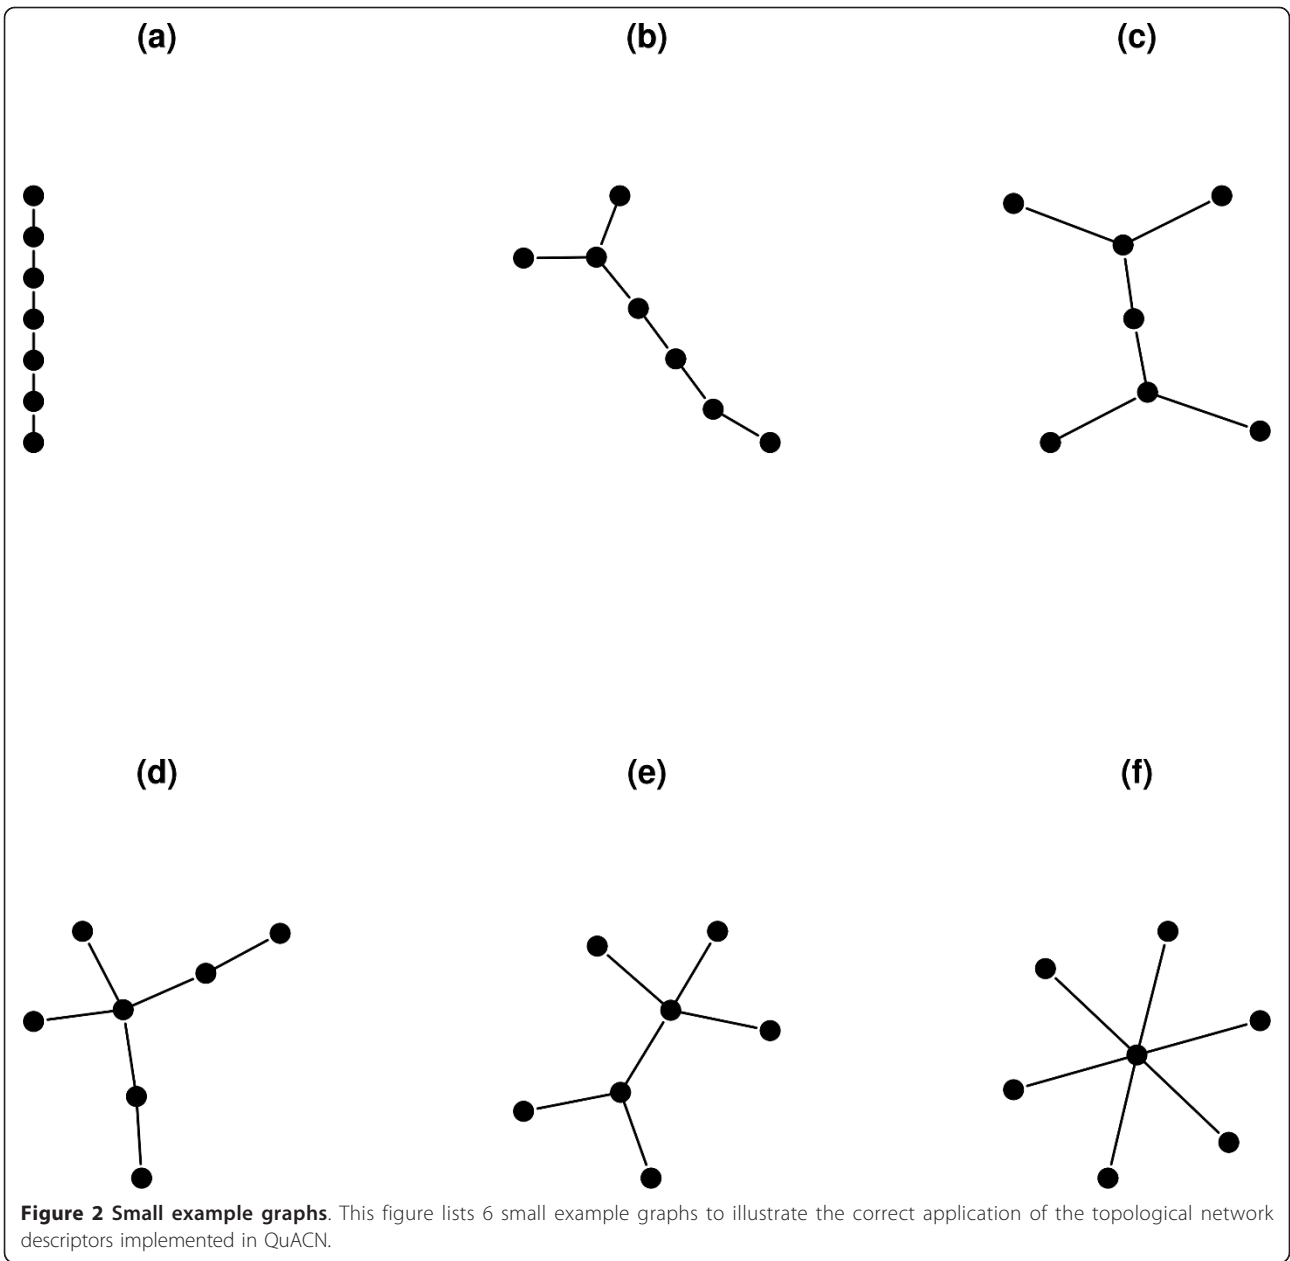 (a) (b) (c)
(d) (e) (f)
Figure 2 Small example graphs. This figure lists 6 small example graphs to illustrate the correct application of the topological network
descriptors implemented in QuACN.